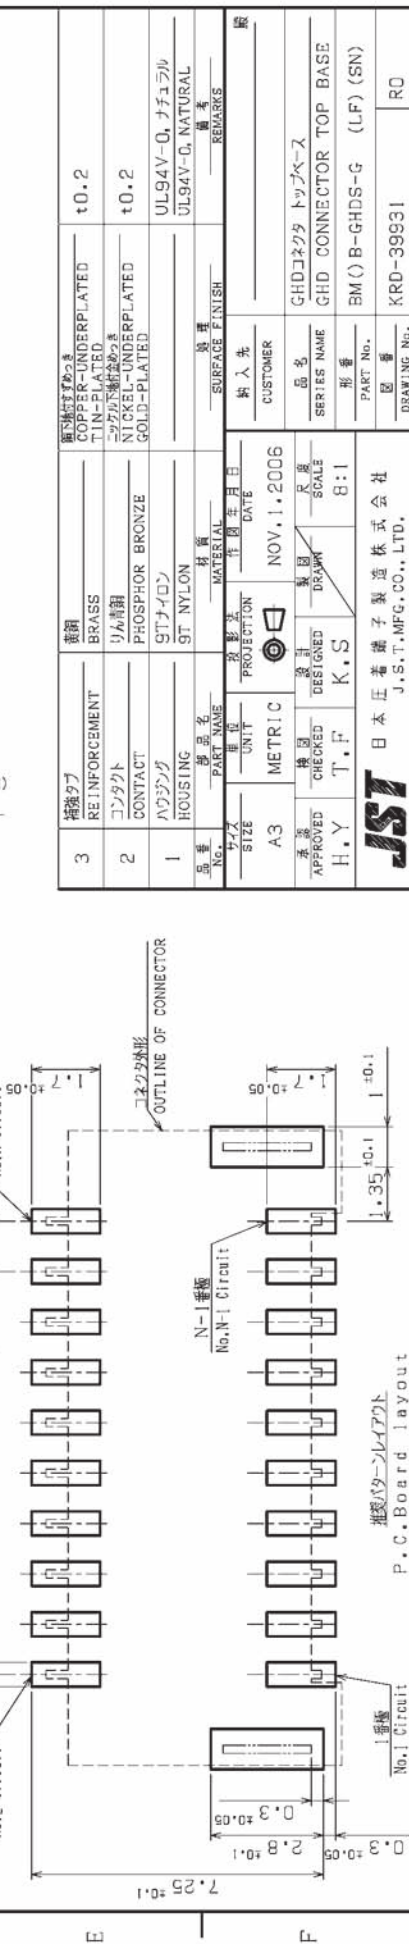 コネクタ外形
OUTLINE OF CONNECTOR
1.7 ±0.05
1.7 ±0.05
N-1番極
No.N-1 Circuit
1.35 ±0.1
1 ±0.1
1番極
No.1 Circuit
推奨パターンレイアウト
P.C.Board layout
7.25 ±0.1
2.8 ±0.1
0.3 ±0.05
0.3 ±0.05
E
F
3
補強タブ
REINFORCEMENT
黄銅
BRASS
銅下地付すずめっき
COPPER-UNDERPLATED
TIN-PLATED
t0.2
2
コンタクト
CONTACT
りん青銅
PHOSPHOR BRONZE
ニッケル下地付金めっき
NICKEL-UNDERPLATED
GOLD-PLATED
t0.2
1
ハウジング
HOUSING
9Tナイロン
9T NYLON
UL94V-0, ナチュラル
UL94V-0, NATURAL
品番
No.
部品名
PART NAME
材質
MATERIAL
処理
SURFACE FINISH
備考
REMARKS
サイズ
SIZE
A3
単位
UNIT
METRIC
投影法
PROJECTION
作図年月日
DATE
NOV.1.2006
納入先
CUSTOMER
殿
承認
APPROVED
H.Y
検図
CHECKED
T.F
設計
DESIGNED
K.S
製図
DRAWN
尺度
SCALE
8:1
品名
SERIES NAME
GHDコネクタ トップベース
GHD CONNECTOR TOP BASE
形番
PART No.
BM()B-GHDS-G (LF)(SN)
JST
日本圧着端子製造株式会社
J.S.T.MFG.CO.,LTD.
図番
DRAWING No.
KRD-39931
R0